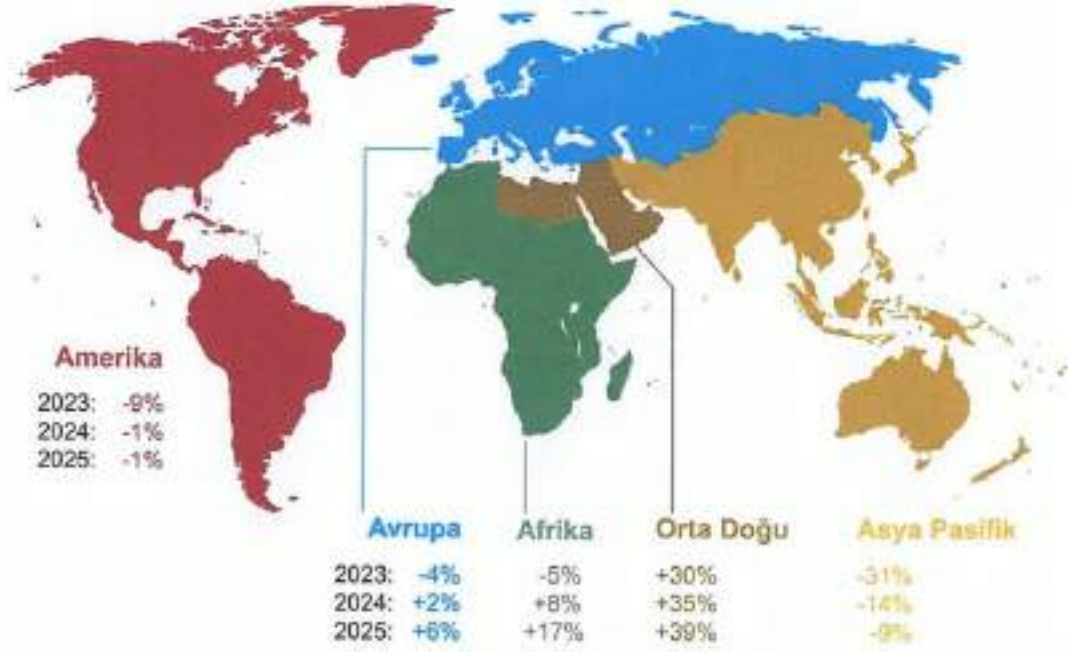 Amerika
2023: -9%
2024: -1%
2025: -1%
Avrupa Afrika Orta Doğu Asya Pasifik
2023: -4% -5% +30% -31%
2024: +2% +8% +35% -14%
2025: +6% +17% +39% -9%